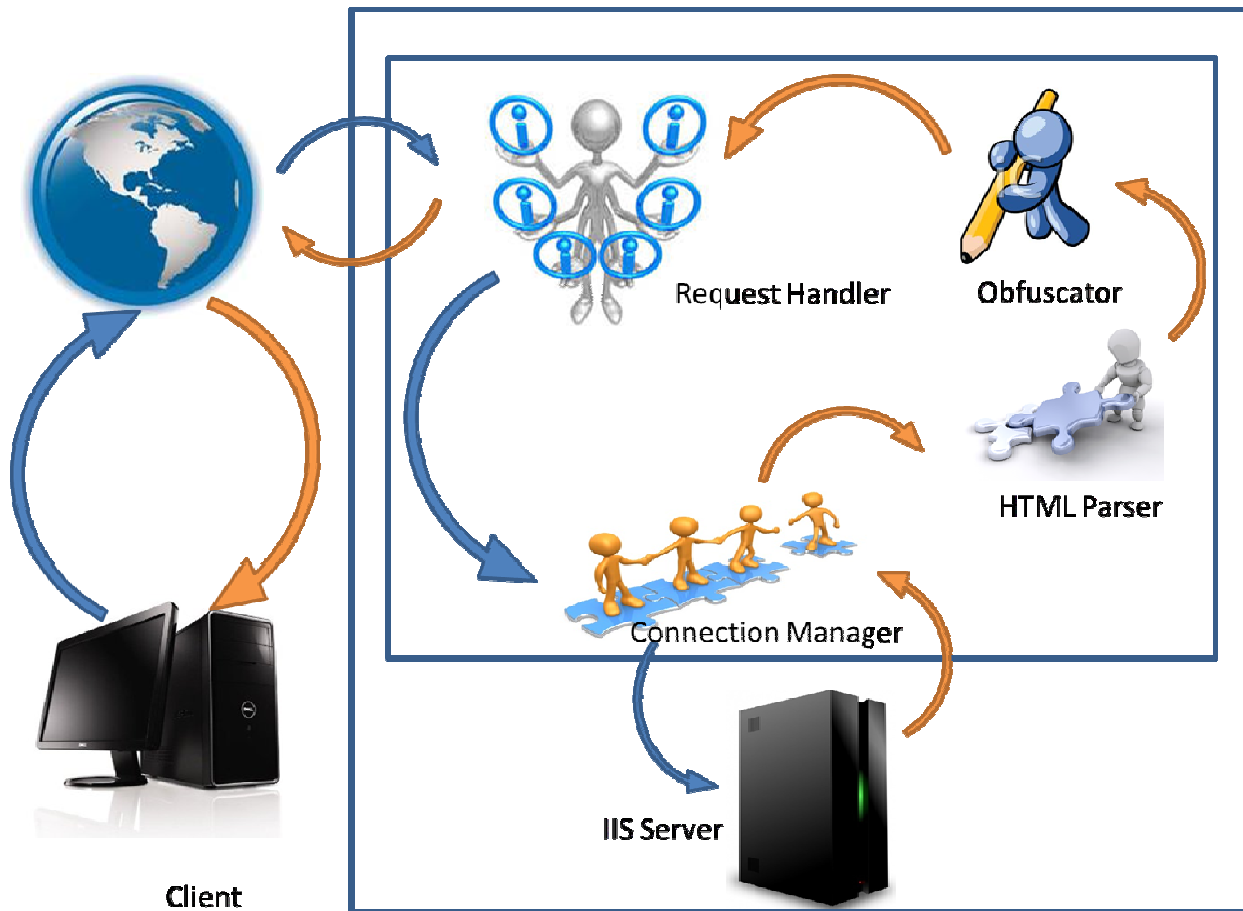 Request Handler
Obfuscator
HTML Parser
Connection Manager
IIS Server
Client